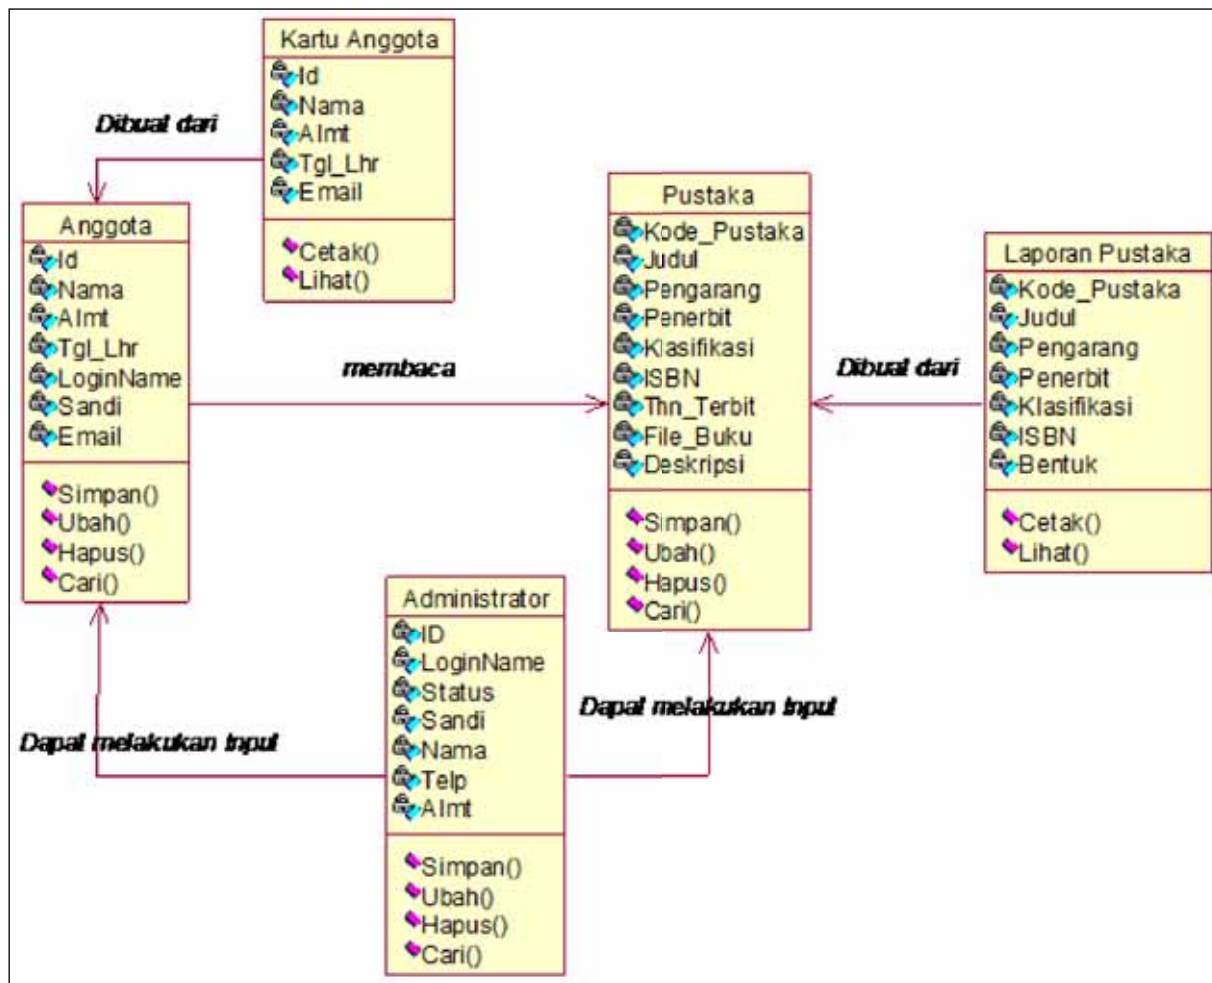 Kartu Anggota
Id
Nama
Almt
Tgl_Lhr
Email
Cetak()
Lihat()
Dibuat dari
Anggota
Id
Nama
Almt
Tgl_Lhr
LoginName
Sandi
Email
Simpan()
Ubah()
Hapus()
Cari()
membaca
Pustaka
Kode_Pustaka
Judul
Pengarang
Penerbit
Klasifikasi
ISBN
Thn_Terbit
File_Buku
Deskripsi
Simpan()
Ubah()
Hapus()
Cari()
Dibuat dari
Laporan Pustaka
Kode_Pustaka
Judul
Pengarang
Penerbit
Klasifikasi
ISBN
Bentuk
Cetak()
Lihat()
Administrator
ID
LoginName
Status
Sandi
Nama
Telp
Almt
Simpan()
Ubah()
Hapus()
Cari()
Dapat melakukan Input
Dapat melakukan Input